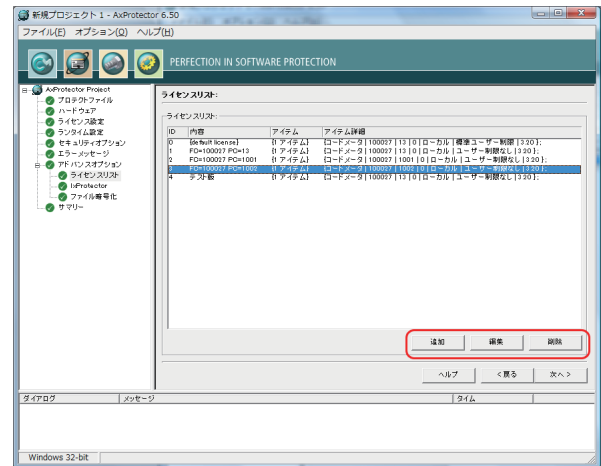 新規プロジェクト 1 - AxProtector 6.50
ファイル(F) オプション(O) ヘルプ(H)
PERFECTION IN SOFTWARE PROTECTION
AxProtector Project
プロテクトファイル
ハードウェア
ライセンス設定
ランタイム設定
セキュリティオプション
エラーメッセージ
アドバンスオプション
ライセンスリスト
IxProtector
ファイル暗号化
サマリー
ライセンスリスト:
ライセンスリスト:
ID 内容 アイテム アイテム詳細
0 {default license} {1 アイテム} {コードメータ | 100027 | 13 | 0 | ローカル | 標準ユーザー制限 | 3.20 };
1 FC=100027 PC=13 {1 アイテム} {コードメータ | 100027 | 13 | 0 | ローカル | ユーザー制限なし | 3.20 };
2 FC=100027 PC=1001 {1 アイテム} {コードメータ | 100027 | 1001 | 0 | ローカル | ユーザー制限なし | 3.20 };
3 FC=100027 PC=1002 {1 アイテム} {コードメータ | 100027 | 1002 | 0 | ローカル | ユーザー制限なし | 3.20 };
4 テスト版 {1 アイテム} {コードメータ | 100027 | 13 | 0 | ローカル | ユーザー制限なし | 3.20 };
追加 編集 削除
ヘルプ < 戻る 次へ >
ダイアログ メッセージ タイム
Windows 32-bit